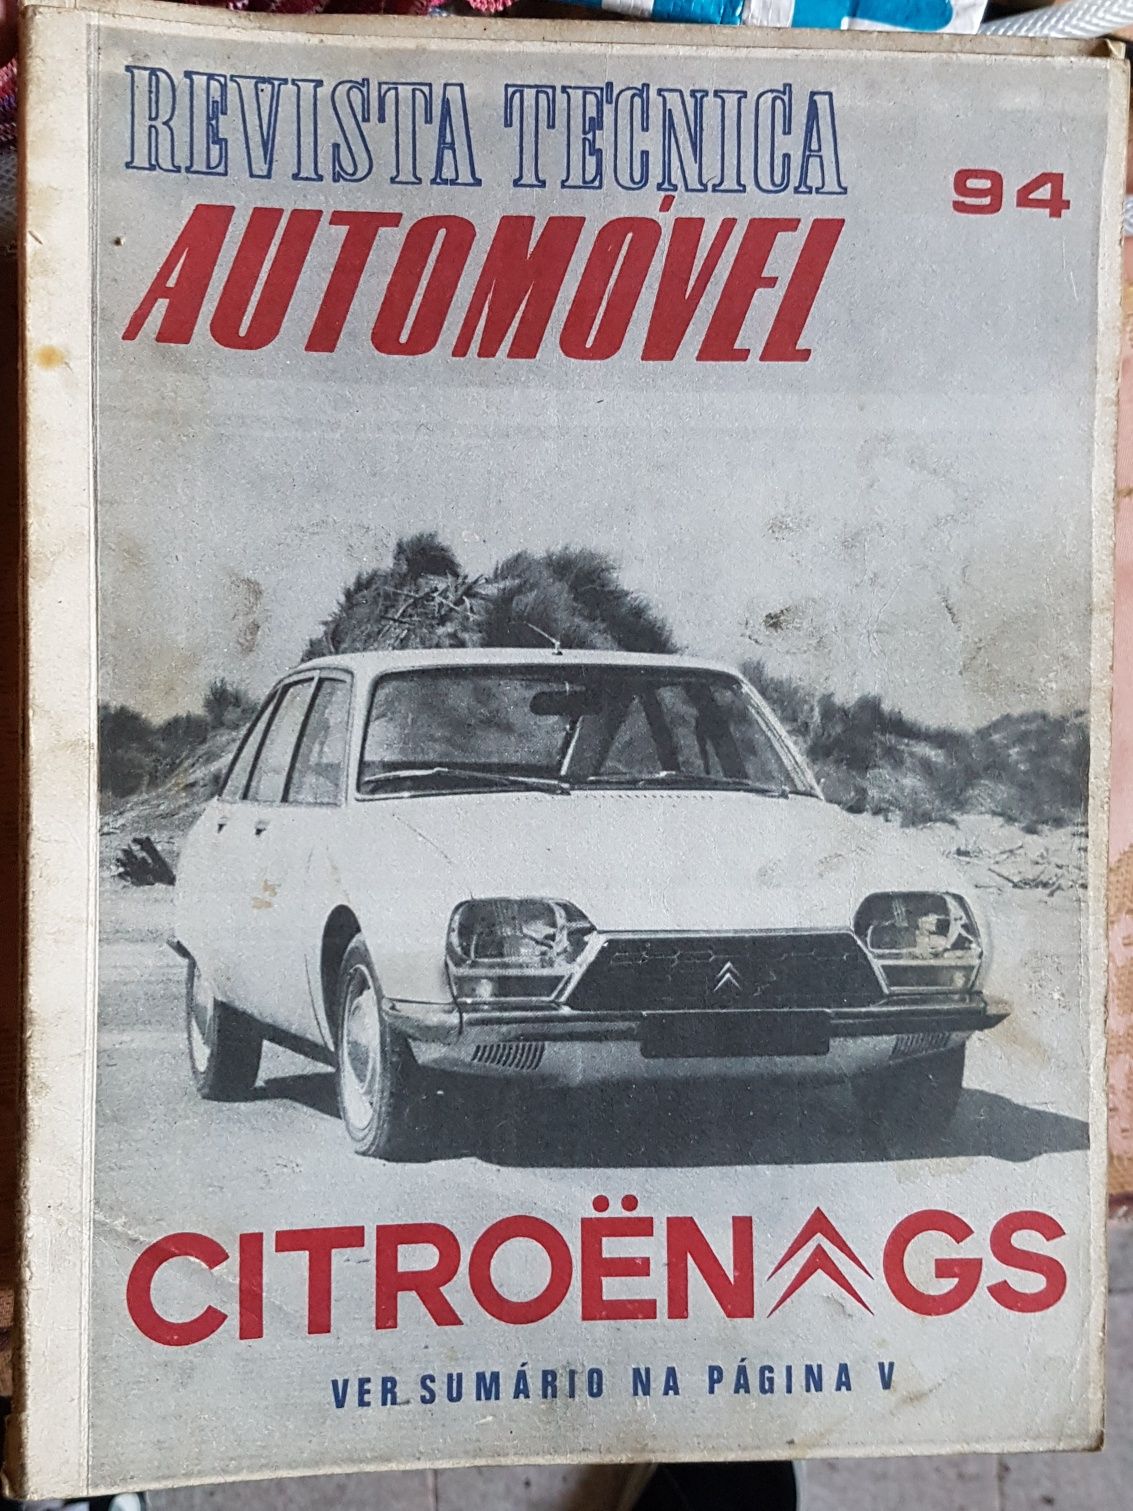 REVISTA TÉCNICA
94
AUTOMÓVEL
CITROËN GS
VER SUMÁRIO NA PÁGINA V